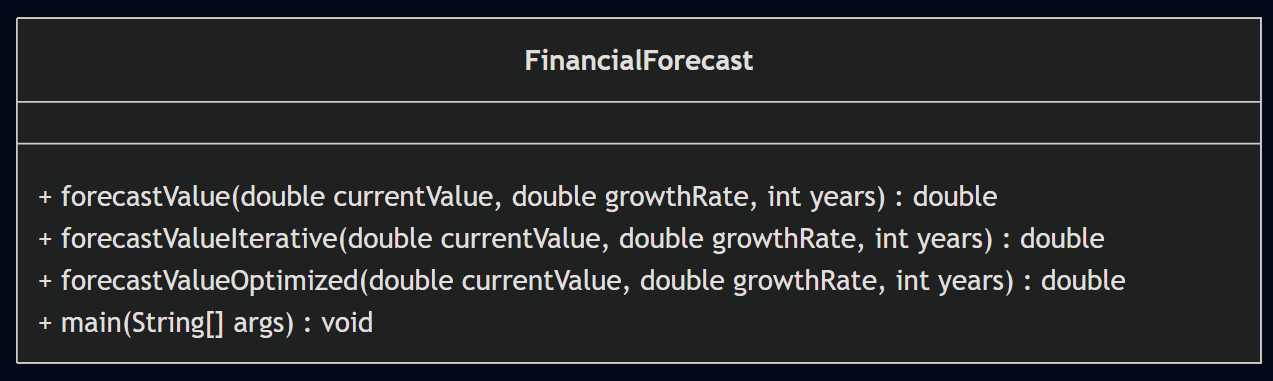 FinancialForecast
+ forecastValue(double currentValue, double growthRate, int years) : double
+ forecastValueIterative(double currentValue, double growthRate, int years) : double
+ forecastValueOptimized(double currentValue, double growthRate, int years) : double
+ main(String[] args) : void